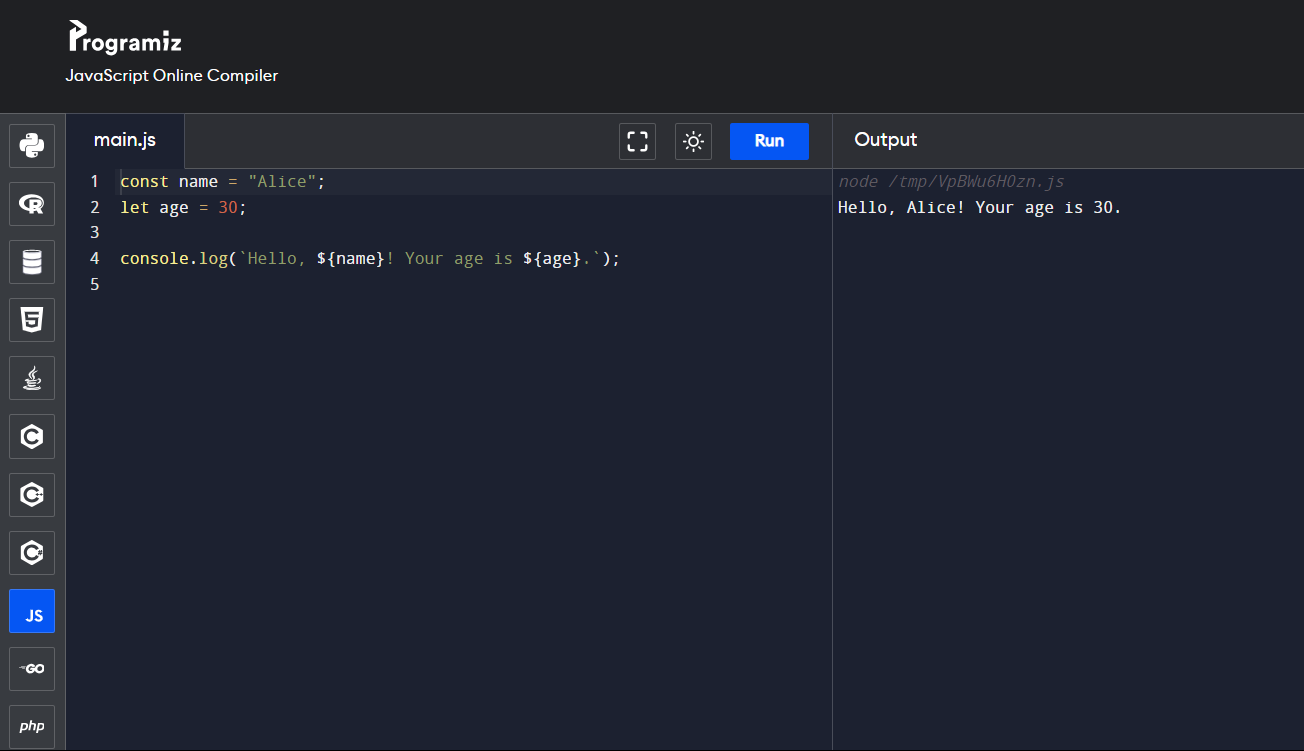 Programiz
JavaScript Online Compiler
main.js
Run
Output
1 const name = "Alice";
2 let age = 30;
3
4 console.log(`Hello, ${name}! Your age is ${age}.`);
5
node /tmp/VpBWu6H0zn.js
Hello, Alice! Your age is 30.
R
5
C
C++
C#
JS
GO
php